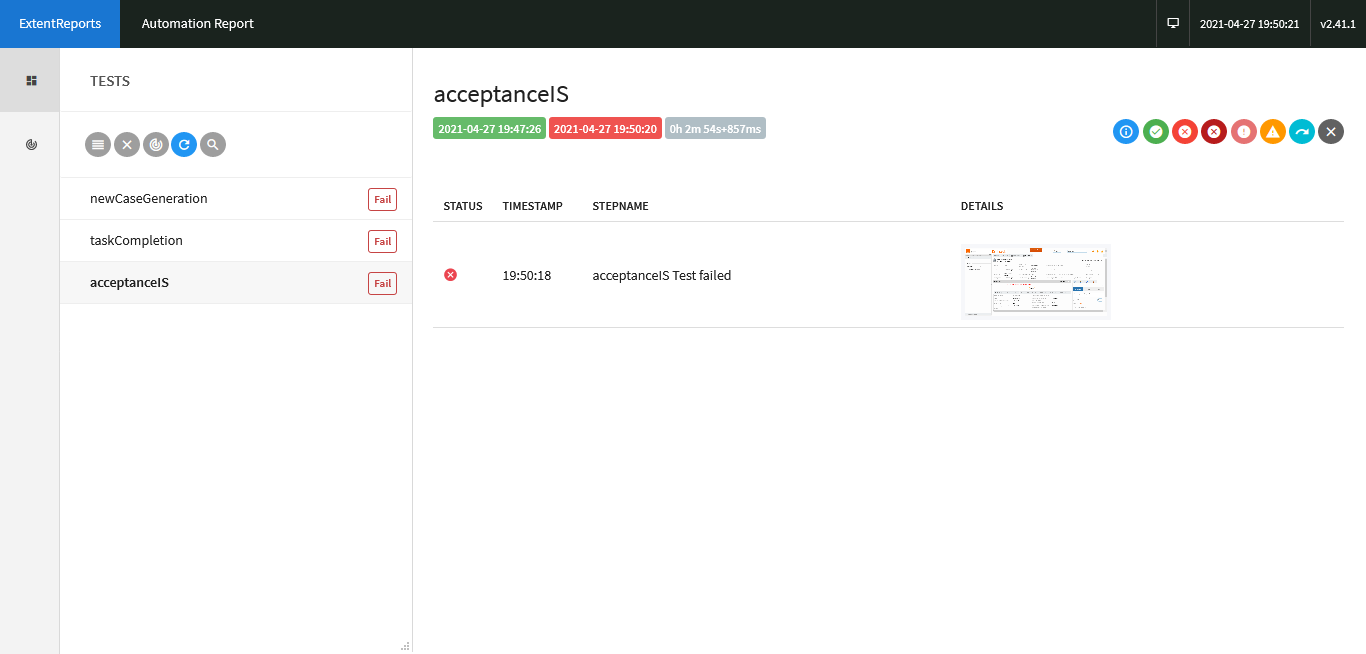 ExtentReports
Automation Report
2021-04-27 19:50:21
v2.41.1
TESTS
newCaseGeneration
Fail
taskCompletion
Fail
acceptanceIS
Fail
acceptanceIS
2021-04-27 19:47:26 2021-04-27 19:50:20 0h 2m 54s+857ms
STATUS TIMESTAMP STEPNAME DETAILS
19:50:18 acceptanceIS Test failed